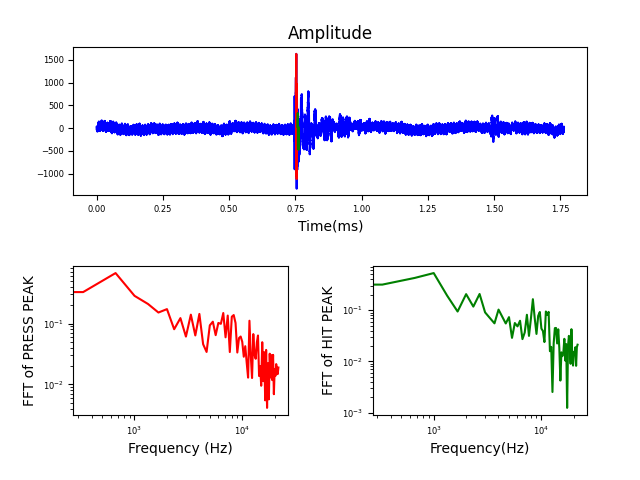 Amplitude
1500
1000
500
0
−500
−1000
0.00 0.25 0.50 0.75 1.00 1.25 1.50 1.75
Time(ms)
FFT of PRESS PEAK
10⁻¹
10⁻²
10³ 10⁴
Frequency (Hz)
FFT of HIT PEAK
10⁻¹
10⁻²
10⁻³
10³ 10⁴
Frequency(Hz)